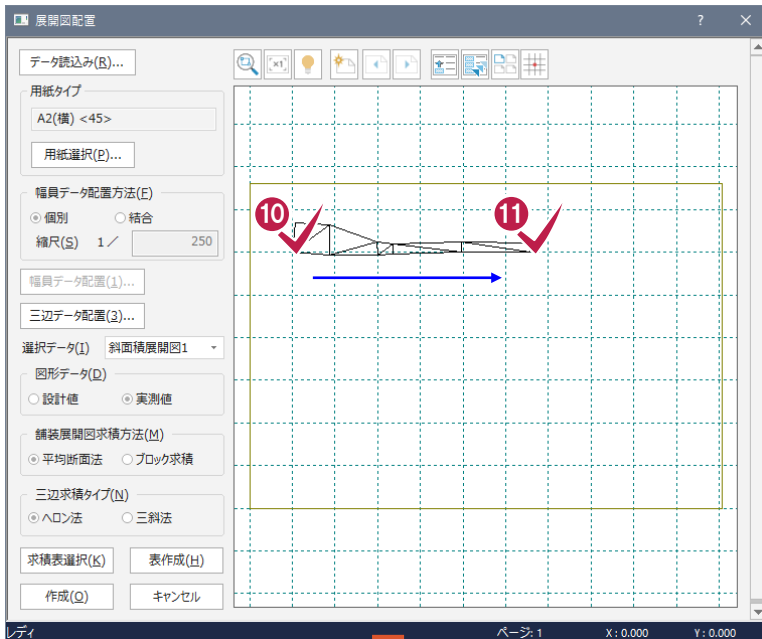 展開図配置
?
×
データ読込み(R)...
×1
用紙タイプ
A2(横) <45>
用紙選択(P)...
幅員データ配置方法(F)
個別
結合
縮尺(S) 1／ 250
幅員データ配置(1)...
三辺データ配置(3)...
選択データ(I) 斜面積展開図1
図形データ(D)
設計値
実測値
舗装展開図求積方法(M)
平均断面法
ブロック求積
三辺求積タイプ(N)
ヘロン法
三斜法
求積表選択(K)
表作成(H)
作成(O)
キャンセル
10
11
レディ
ページ: 1
X : 0.000
Y : 0.000